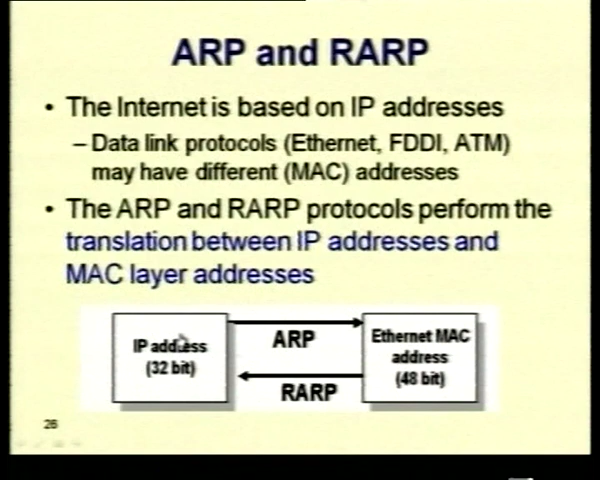 ARP and RARP
• The Internet is based on IP addresses
– Data link protocols (Ethernet, FDDI, ATM)
may have different (MAC) addresses
• The ARP and RARP protocols perform the
translation between IP addresses and
MAC layer addresses
IP address
(32 bit)
ARP
RARP
Ethernet MAC
address
(48 bit)
26